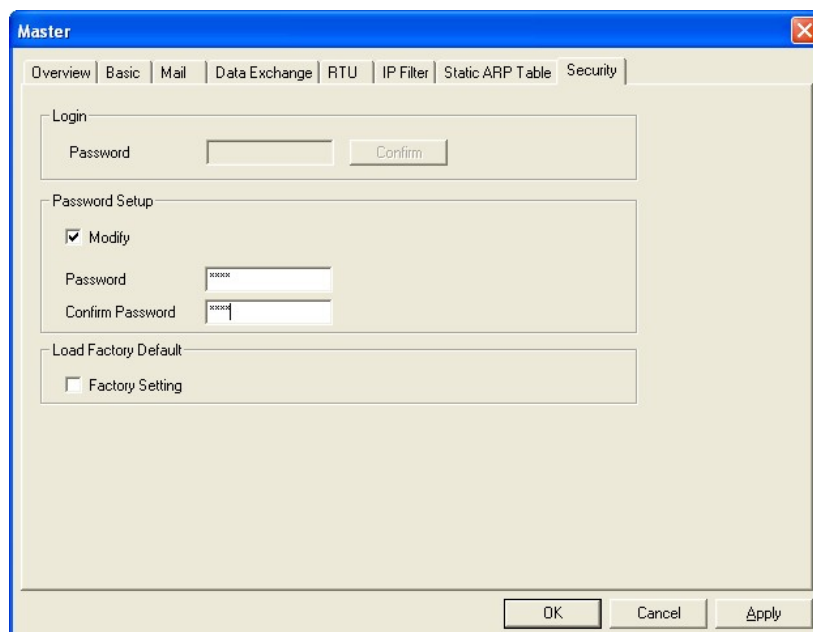 Master
Overview Basic Mail Data Exchange RTU IP Filter Static ARP Table Security
Login
Password Confirm
Password Setup
Modify
Password ****
Confirm Password ****
Load Factory Default
Factory Setting
OK Cancel Apply